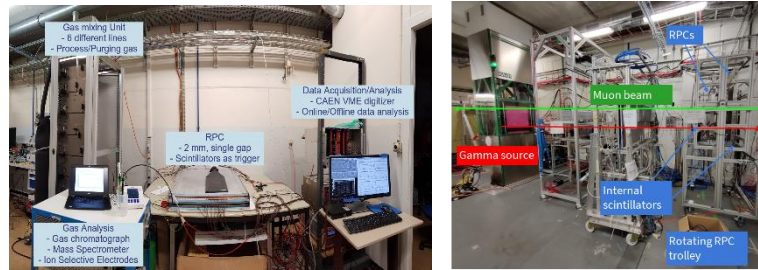 Gas mixing Unit
- 6 different lines
- Process/Purging gas
Data Acquisition/Analysis
- CAEN VME digitizer
- Online/Offline data analysis
RPC
- 2 mm, single gap
- Scintillators as trigger
Gas Analysis
- Gas chromatograph
- Mass Spectrometer
- Ion Selective Electrodes
RPCs
Muon beam
Gamma source
Internal
scintillators
Rotating RPC
trolley